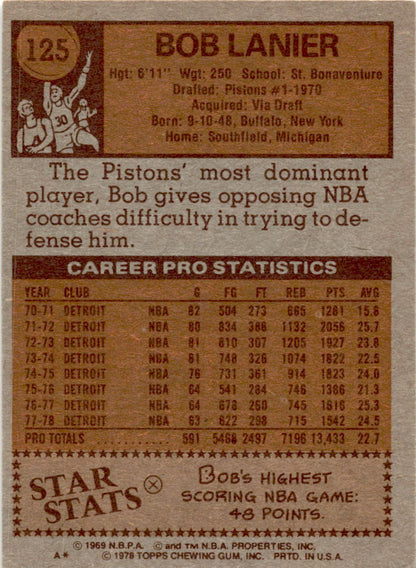 125
BOB LANIER
Hgt: 6'11" Wgt: 250 School: St. Bonaventure
Drafted: Pistons #1-1970
Acquired: Via Draft
Born: 9-10-48, Buffalo, New York
Home: Southfield, Michigan
30
The Pistons' most dominant
player, Bob gives opposing NBA
coaches difficulty in trying to de-
fense him.
CAREER PRO STATISTICS
YEAR CLUB G FG FT REB PTS AVG
70-71 DETROIT NBA 82 504 273 665 1281 15.6
71-72 DETROIT NBA 80 834 388 1132 2056 25.7
72-73 DETROIT NBA 81 810 307 1205 1927 23.8
73-74 DETROIT NBA 81 748 326 1074 1822 22.5
74-75 DETROIT NBA 76 731 361 914 1823 24.0
75-76 DETROIT NBA 64 541 284 746 1366 21.3
76-77 DETROIT NBA 64 678 260 745 1616 25.3
77-78 DETROIT NBA 63 622 298 715 1542 24.5
PRO TOTALS 591 5468 2497 7196 13,433 22.7
STAR
STATS
BOB'S HIGHEST
SCORING NBA GAME:
48 POINTS.
© 1969 N.B.P.A. © and TM N.B.A. PROPERTIES, INC.
A* © 1978 TOPPS CHEWING GUM, INC. PRTD. IN U.S.A.